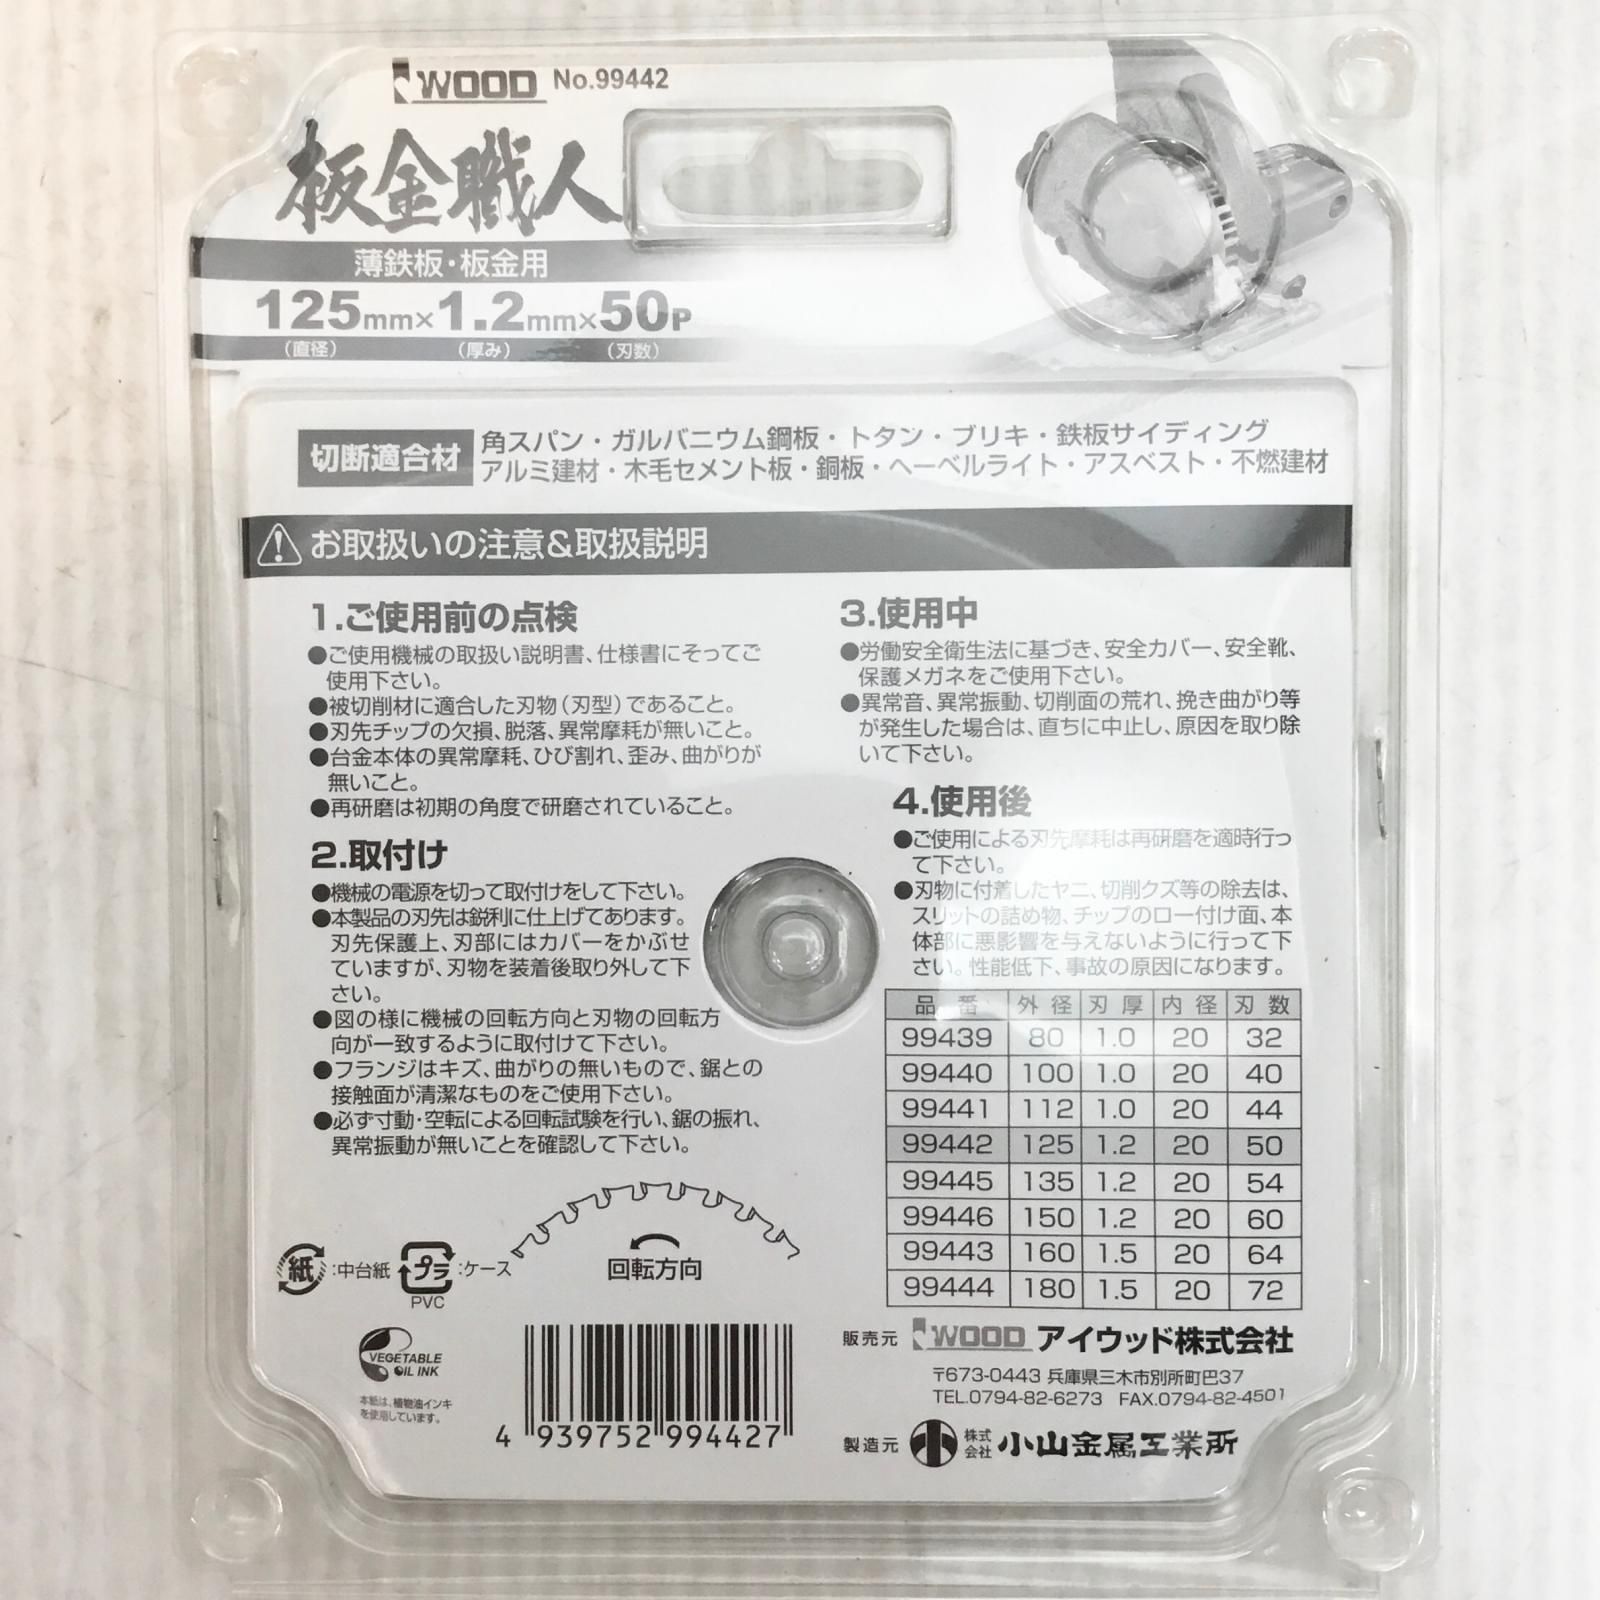 IWOOD No.99442
板金職人
薄鉄板・板金用
125mm×1.2mm×50P
(直径) (厚み) (刃数)
切断適合材
角スパン・ガルバニウム鋼板・トタン・ブリキ・鉄板サイディング
アルミ建材・木毛セメント板・銅板・ヘーベルライト・アスベスト・不燃建材
お取扱いの注意&取扱説明
1.ご使用前の点検
●ご使用機械の取扱い説明書、仕様書にそってご
使用下さい。
●被切削材に適合した刃物(刃型)であること。
●刃先チップの欠損、脱落、異常摩耗が無いこと。
●台金本体の異常摩耗、ひび割れ、歪み、曲がりが
無いこと。
●再研磨は初期の角度で研磨されていること。
2.取付け
●機械の電源を切って取付けをして下さい。
●本製品の刃先は鋭利に仕上げてあります。
刃先保護上、刃部にはカバーをかぶせ
ていますが、刃物を装着後取り外して下
さい。
●図の様に機械の回転方向と刃物の回転方
向が一致するように取付けて下さい。
●フランジはキズ、曲がりの無いもので、鋸との
接触面が清潔なものをご使用下さい。
●必ず寸動・空転による回転試験を行い、鋸の振れ、
異常振動が無いことを確認して下さい。
回転方向
紙:中台紙 プラ:ケース
PVC
VEGETABLE
OIL INK
本紙は、植物油インキ
を使用しています。
4 939752 994427
3.使用中
●労働安全衛生法に基づき、安全カバー、安全靴、
保護メガネをご使用下さい。
●異常音、異常振動、切削面の荒れ、挽き曲がり等
が発生した場合は、直ちに中止し、原因を取り除
いて下さい。
4.使用後
●ご使用による刃先摩耗は再研磨を適時行っ
て下さい。
●刃物に付着したヤニ、切削クズ等の除去は、
スリットの詰め物、チップのロー付け面、本
体部に悪影響を与えないように行って下
さい。性能低下、事故の原因になります。
品番 外径 刃厚 内径 刃数
99439 80 1.0 20 32
99440 100 1.0 20 40
99441 112 1.0 20 44
99442 125 1.2 20 50
99445 135 1.2 20 54
99446 150 1.2 20 60
99443 160 1.5 20 64
99444 180 1.5 20 72
販売元 IWOOD アイウッド株式会社
〒673-0443 兵庫県三木市別所町巴37
TEL.0794-82-6273 FAX.0794-82-4501
製造元 株式会社 小山金属工業所